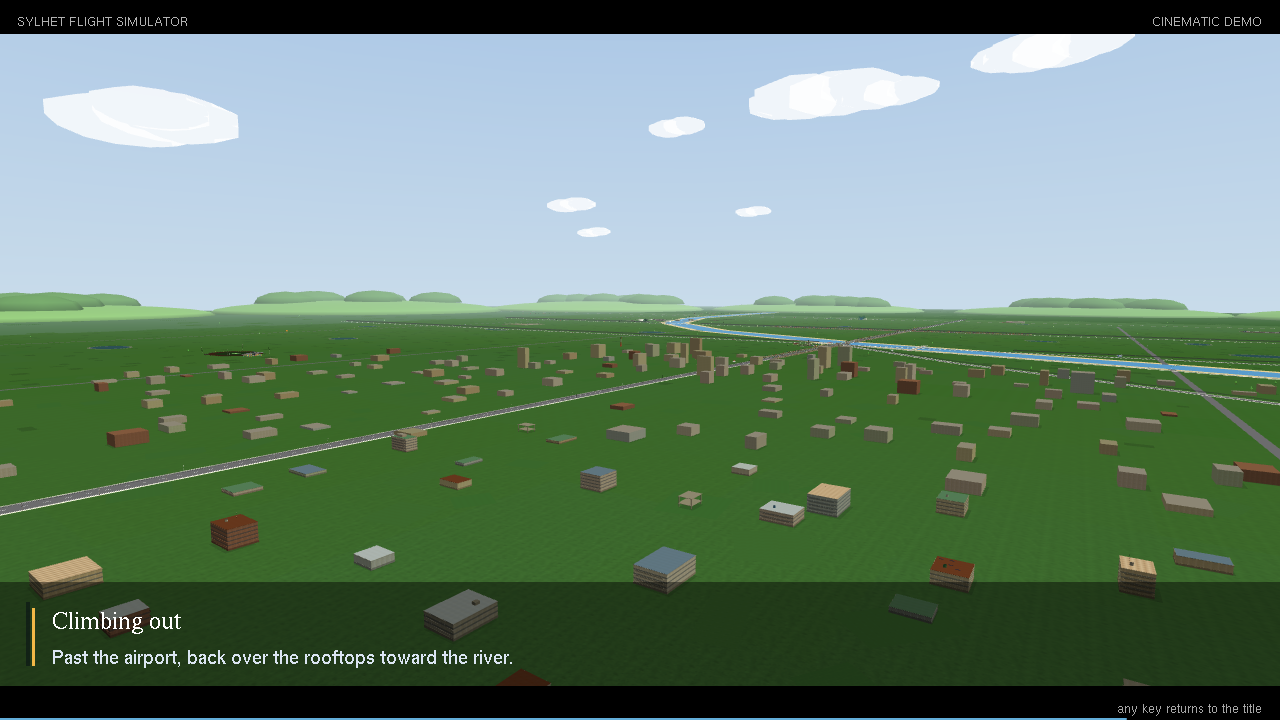 SYLHET FLIGHT SIMULATOR
CINEMATIC DEMO
Climbing out
Past the airport, back over the rooftops toward the river.
any key returns to the title